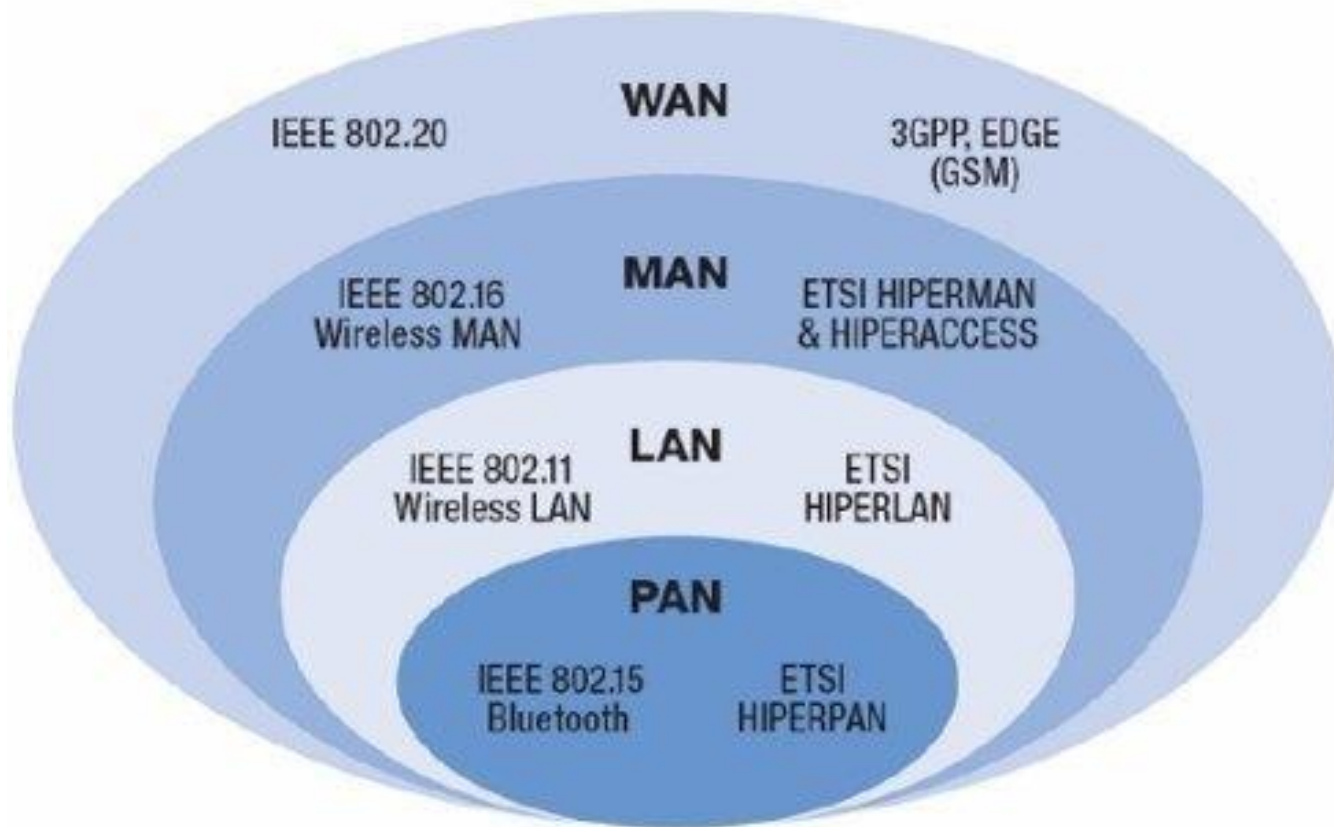 WAN
IEEE 802.20
3GPP, EDGE
(GSM)
MAN
IEEE 802.16
Wireless MAN
ETSI HIPERMAN
& HIPERACCESS
LAN
IEEE 802.11
Wireless LAN
ETSI
HIPERLAN
PAN
IEEE 802.15
Bluetooth
ETSI
HIPERPAN